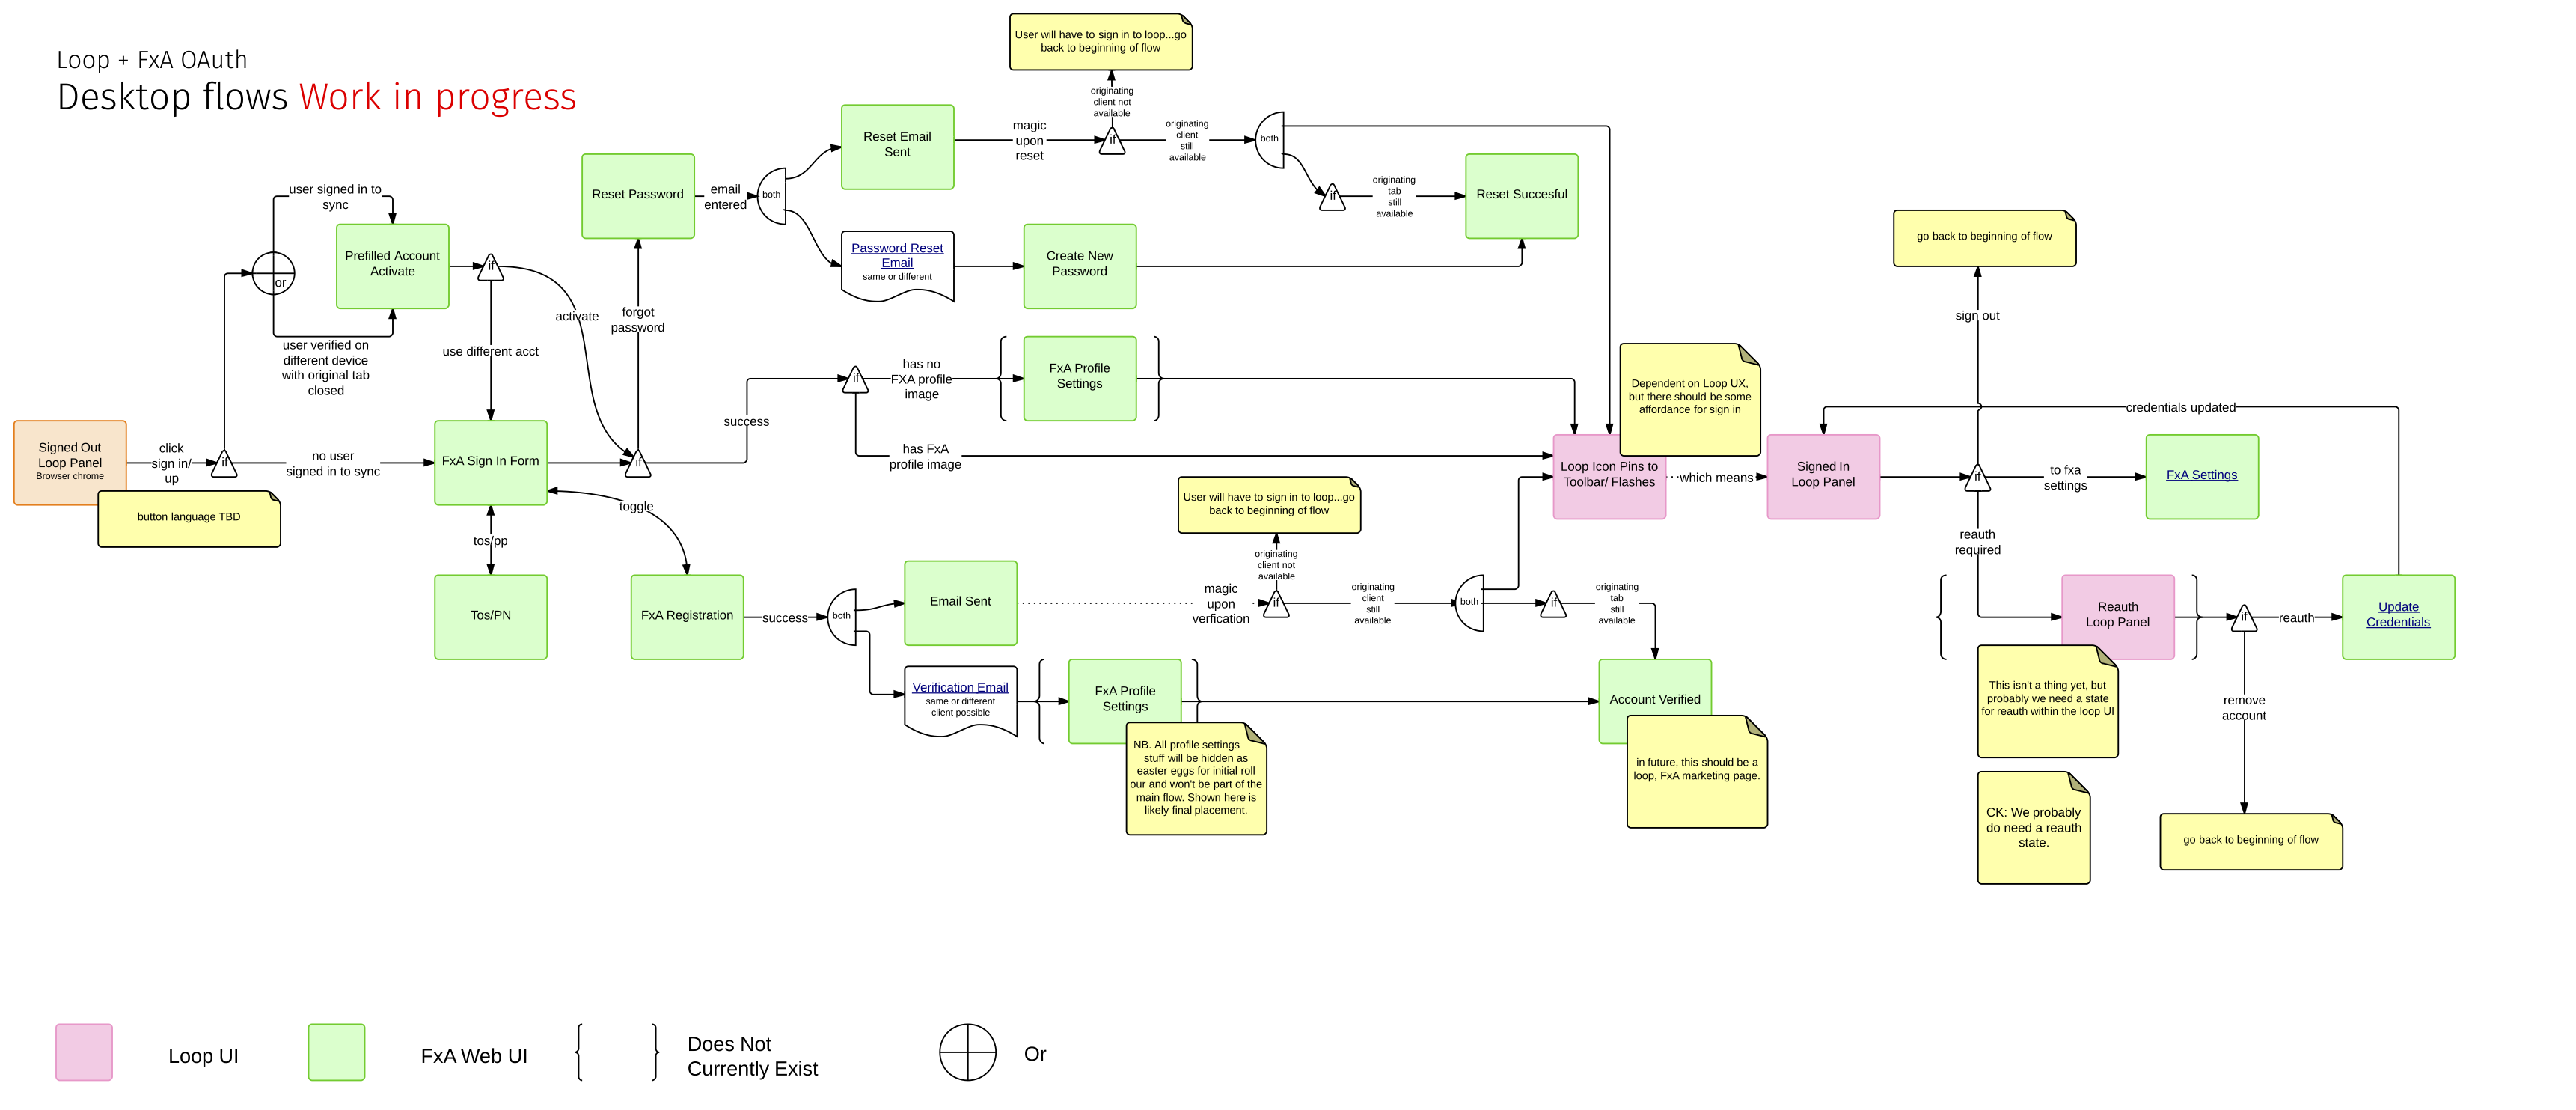 Loop + FxA OAuth
Desktop flows Work in progress
User will have to sign in to loop...go
back to beginning of flow
originating
client not
available
Reset Email
Sent
magic
upon
reset
if
originating
client
still
available
both
if
originating
tab
still
available
Reset Succesful
Reset Password
email
entered
both
Password Reset
Email
same or different
Create New
Password
user signed in to
sync
or
Prefilled Account
Activate
if
user verified on
different device
with original tab
closed
use different acct
activate
forgot
password
go back to beginning of flow
sign out
Signed Out
Loop Panel
Browser chrome
button language TBD
click
sign in/
up
if
no user
signed in to sync
FxA Sign In Form
if
success
if
has no
FXA profile
image
FxA Profile
Settings
has FxA
profile image
Dependent on Loop UX,
but there should be some
affordance for sign in
Loop Icon Pins to
Toolbar/ Flashes
which means
Signed In
Loop Panel
credentials updated
if
to fxa
settings
FxA Settings
reauth
required
toggle
tos/pp
Tos/PN
FxA Registration
success
both
Email Sent
magic
upon
verfication
User will have to sign in to loop...go
back to beginning of flow
originating
client not
available
if
originating
client
still
available
both
if
originating
tab
still
available
Verification Email
same or different
client possible
FxA Profile
Settings
NB. All profile settings
stuff will be hidden as
easter eggs for initial roll
our and won't be part of the
main flow. Shown here is
likely final placement.
Account Verified
in future, this should be a
loop, FxA marketing page.
Reauth
Loop Panel
This isn't a thing yet, but
probably we need a state
for reauth within the loop UI
CK: We probably
do need a reauth
state.
if
reauth
Update
Credentials
remove
account
go back to beginning of flow
Loop UI
FxA Web UI
Does Not
Currently Exist
Or